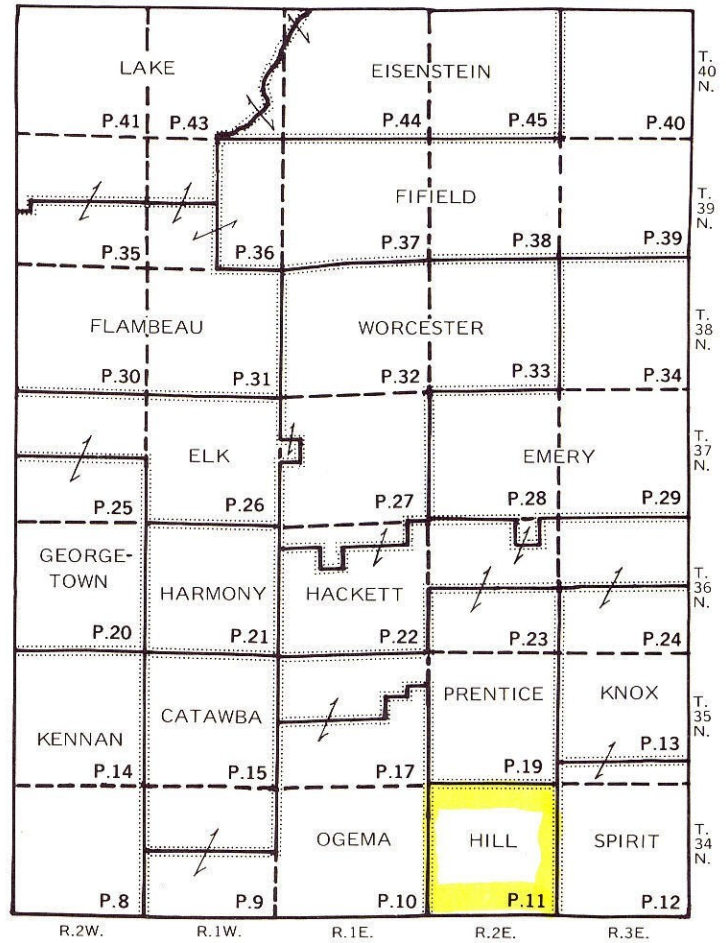 LAKE
EISENSTEIN
T.
40
N.
P.41
P.43
P.44
P.45
P.40
FIFIELD
T.
39
N.
P.35
P.36
P.37
P.38
P.39
FLAMBEAU
WORCESTER
T.
38
N.
P.30
P.31
P.32
P.33
P.34
ELK
EMERY
T.
37
N.
P.25
P.26
P.27
P.28
P.29
GEORGE-
TOWN
HARMONY
HACKETT
T.
36
N.
P.20
P.21
P.22
P.23
P.24
KENNAN
CATAWBA
PRENTICE
KNOX
T.
35
N.
P.14
P.15
P.17
P.19
P.13
OGEMA
HILL
SPIRIT
T.
34
N.
P.8
P.9
P.10
P.11
P.12
R.2W.
R.1W.
R.1E.
R.2E.
R.3E.